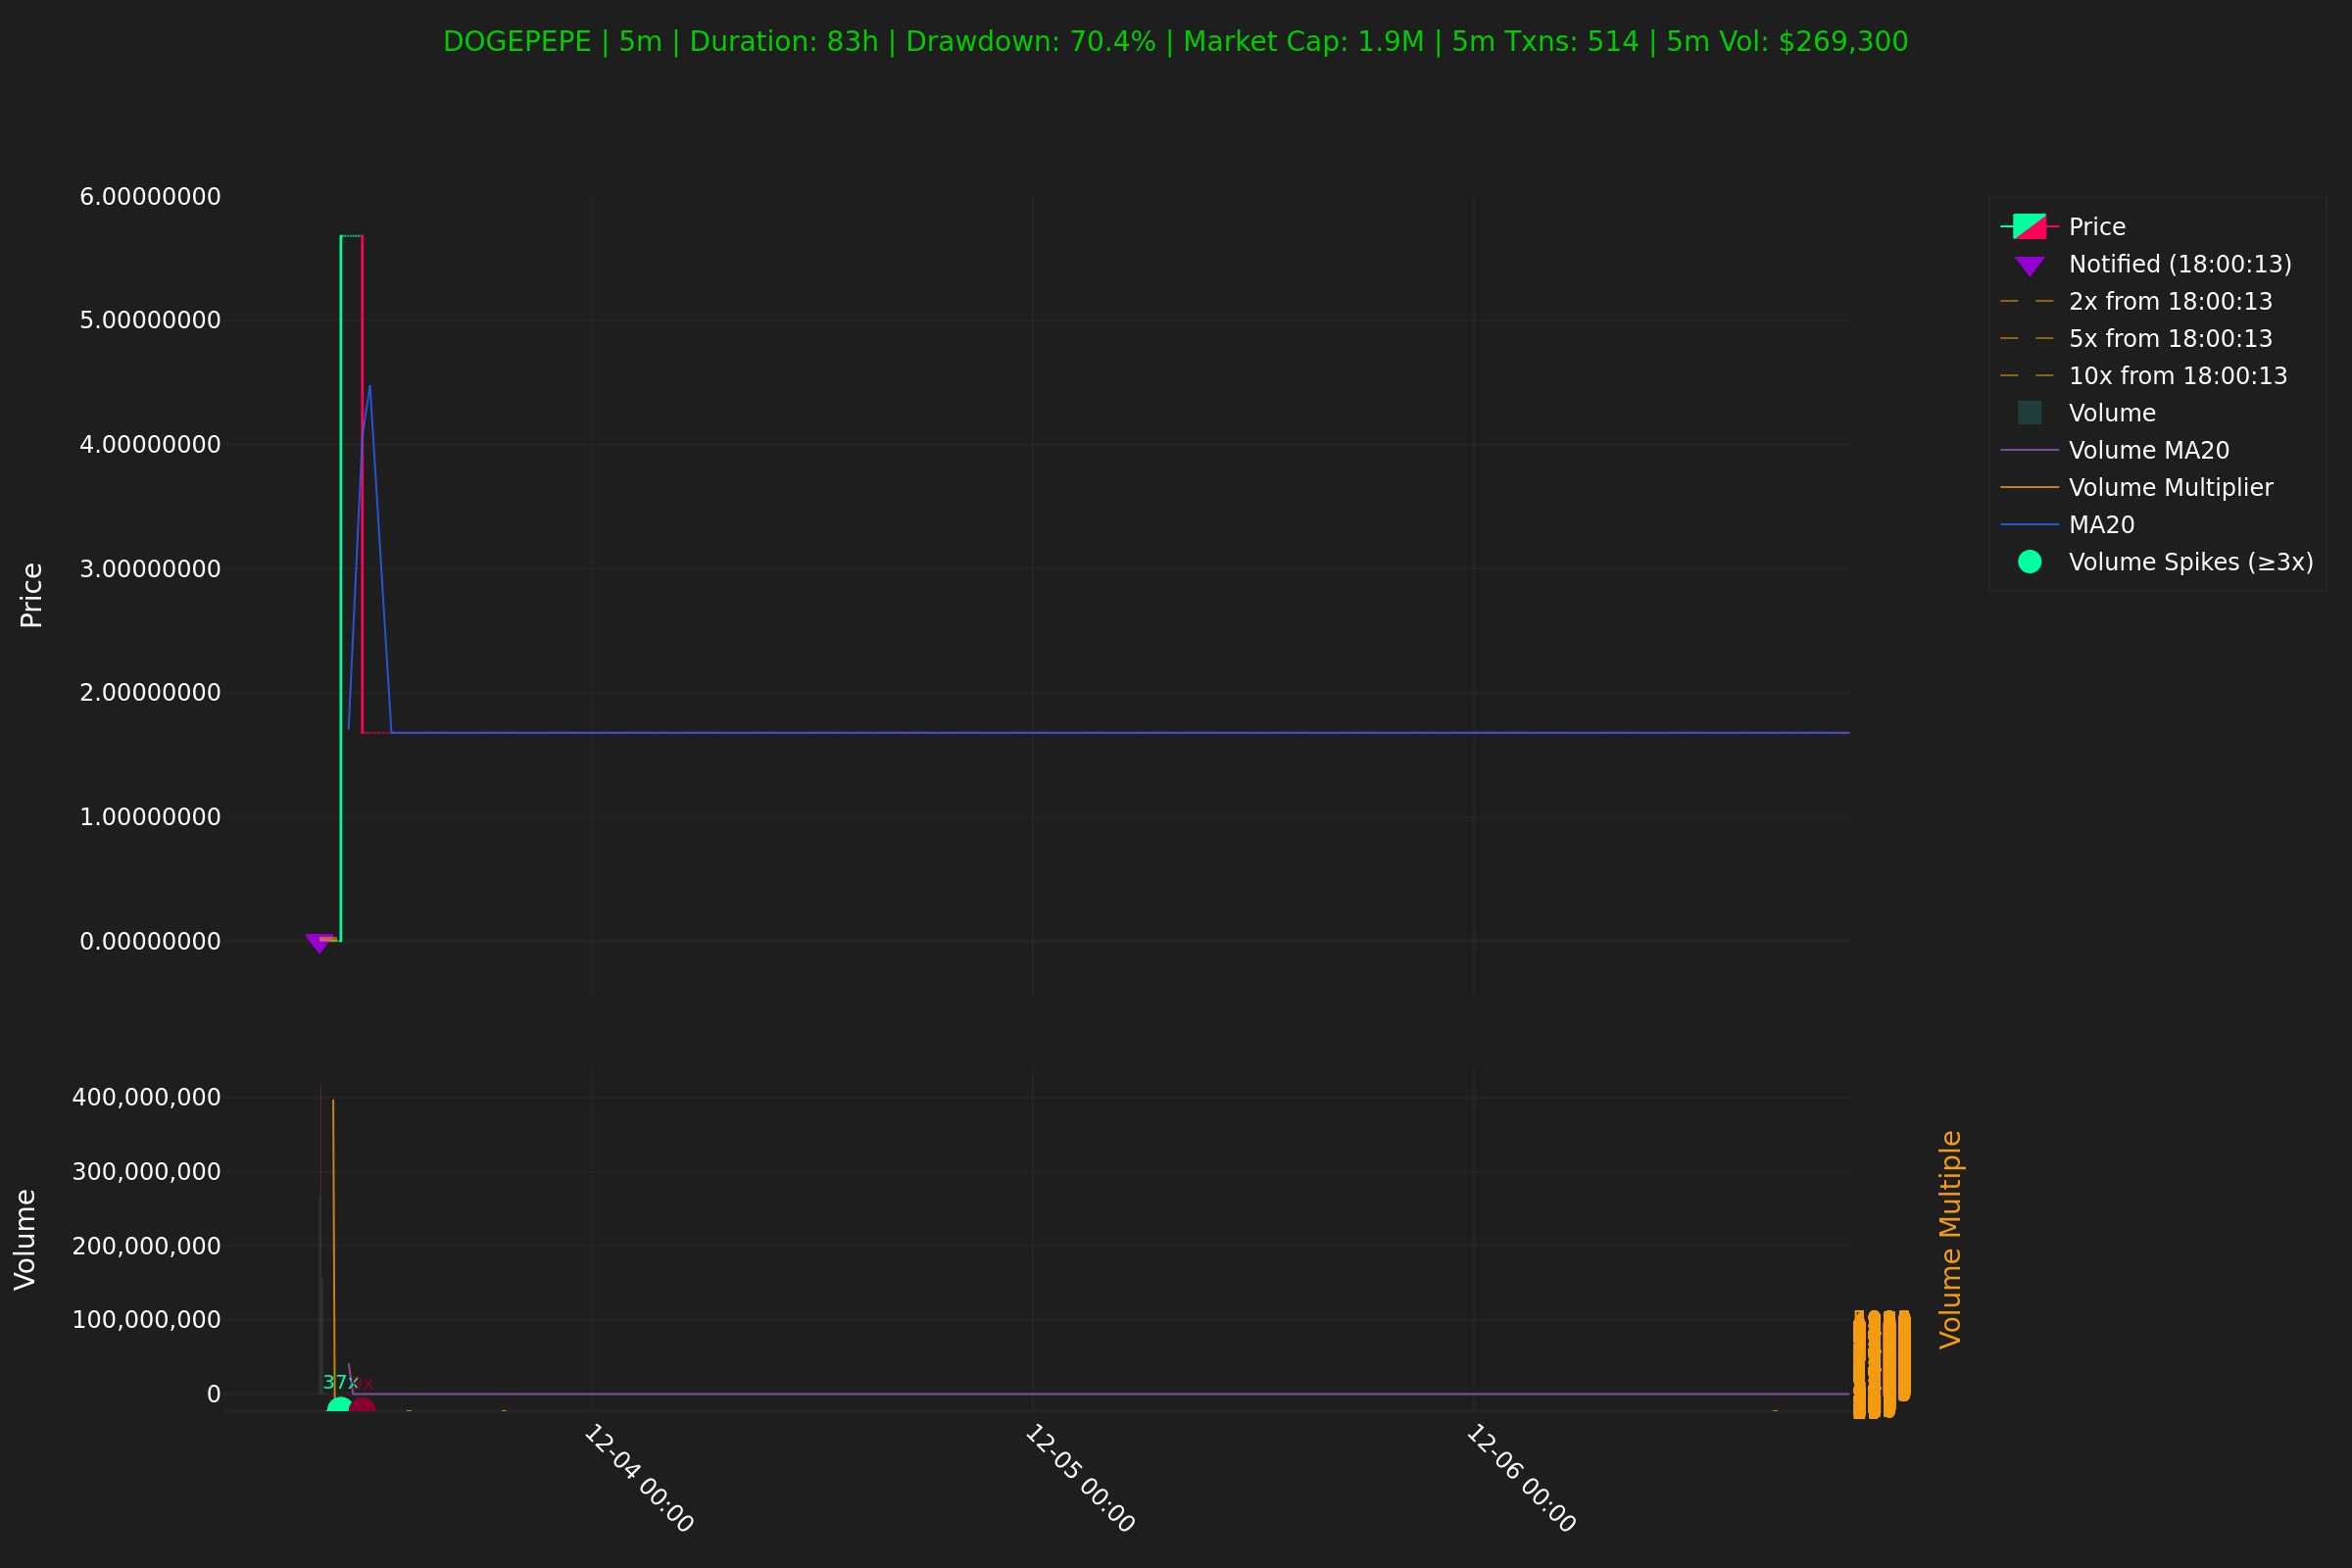 DOGEPEPE | 5m | Duration: 83h | Drawdown: 70.4% | Market Cap: 1.9M | 5m Txns: 514 | 5m Vol: $269,300
6.00000000
5.00000000
4.00000000
3.00000000
2.00000000
1.00000000
0.00000000
Price
Price
Notified (18:00:13)
2x from 18:00:13
5x from 18:00:13
10x from 18:00:13
Volume
Volume MA20
Volume Multiplier
MA20
Volume Spikes (≥3x)
400,000,000
300,000,000
200,000,000
100,000,000
0
Volume
37x
Volume Multiple
12-04 00:00
12-05 00:00
12-06 00:00